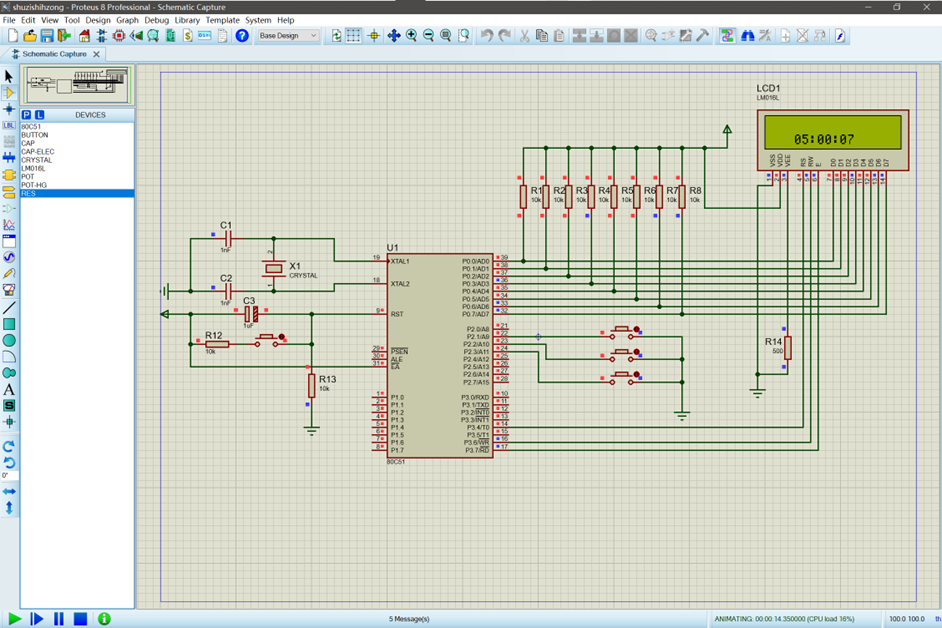 shuzishihzong - Proteus 8 Professional - Schematic Capture
File Edit View Tool Design Graph Debug Library Template System Help
Base Design
Schematic Capture
P L DEVICES
80C51
BUTTON
CAP
CAP-ELEC
CRYSTAL
LM016L
POT
POT-HG
RES
LBL
A
S
0°
LCD1
LM016L
05:00:07
VSS VDD VEE RS RW E D0 D1 D2 D3 D4 D5 D6 D7
R1 R2 R3 R4 R5 R6 R7 R8
10k 10k 10k 10k 10k 10k 10k 10k
C1
1nF
X1
CRYSTAL
C2
1nF
C3
1uF
R12
10k
R13
10k
R14
500
U1
19 XTAL1
18 XTAL2
9 RST
29 PSEN
30 ALE
31 EA
1 P1.0
2 P1.1
3 P1.2
4 P1.3
5 P1.4
6 P1.5
7 P1.6
8 P1.7
P0.0/AD0 39
P0.1/AD1 38
P0.2/AD2 37
P0.3/AD3 36
P0.4/AD4 35
P0.5/AD5 34
P0.6/AD6 33
P0.7/AD7 32
P2.0/A8 21
P2.1/A9 22
P2.2/A10 23
P2.3/A11 24
P2.4/A12 25
P2.5/A13 26
P2.6/A14 27
P2.7/A15 28
P3.0/RXD 10
P3.1/TXD 11
P3.2/INT0 12
P3.3/INT1 13
P3.4/T0 14
P3.5/T1 15
P3.6/WR 16
P3.7/RD 17
80C51
5 Message(s)
ANIMATING: 00:00:14.350000 (CPU load 16%)
100.0 100.0 th